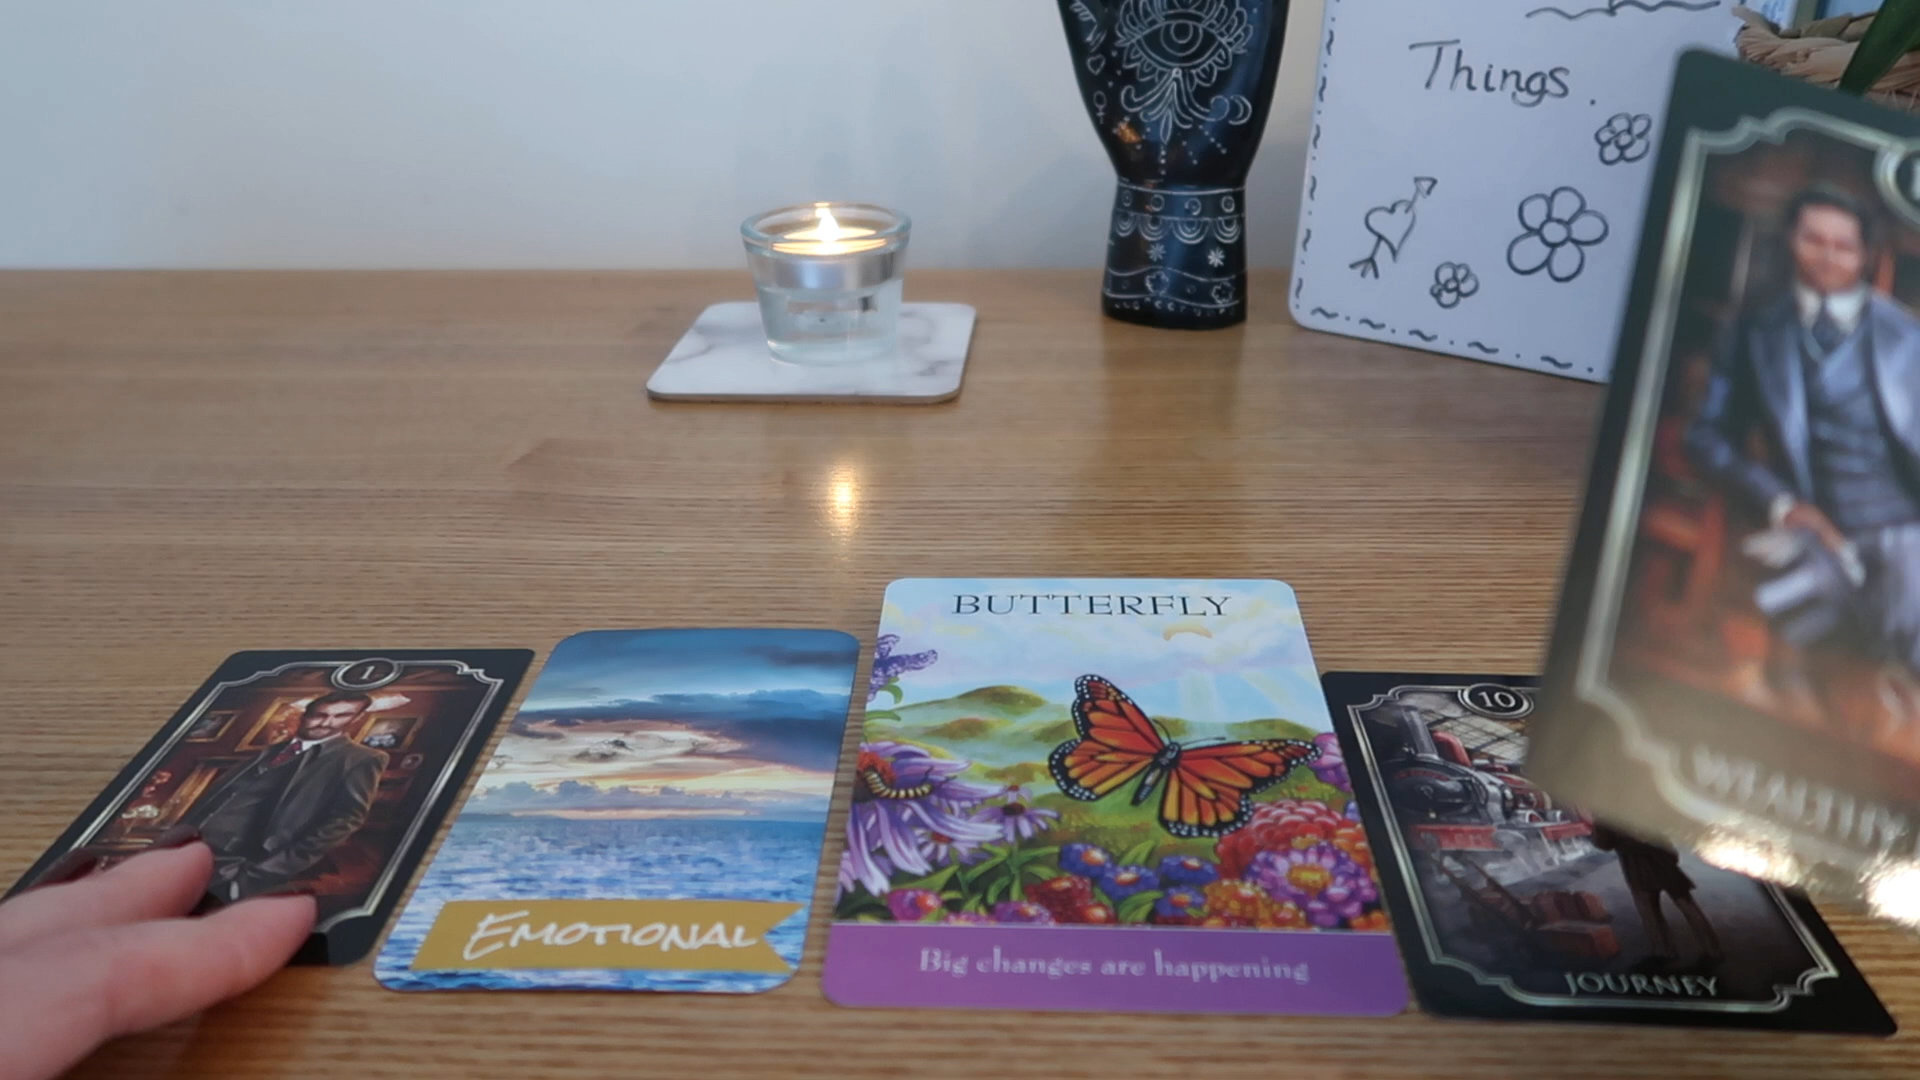 Things.
1
EMOTIONAL
BUTTERFLY
Big changes are happening
10
JOURNEY